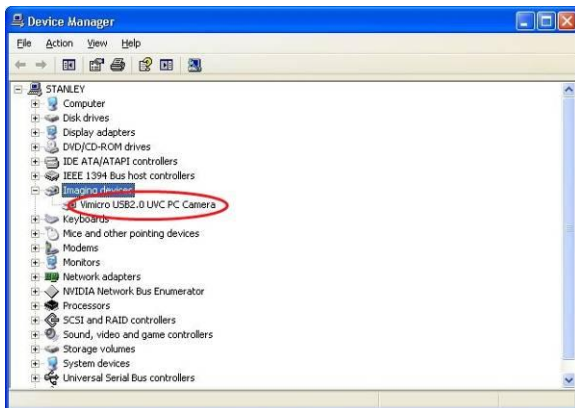 Device Manager
File Action View Help
STANLEY
Computer
Disk drives
Display adapters
DVD/CD-ROM drives
IDE ATA/ATAPI controllers
IEEE 1394 Bus host controllers
Imaging devices
Vimicro USB2.0 UVC PC Camera
Keyboards
Mice and other pointing devices
Modems
Monitors
Network adapters
NVIDIA Network Bus Enumerator
Processors
SCSI and RAID controllers
Sound, video and game controllers
Storage volumes
System devices
Universal Serial Bus controllers